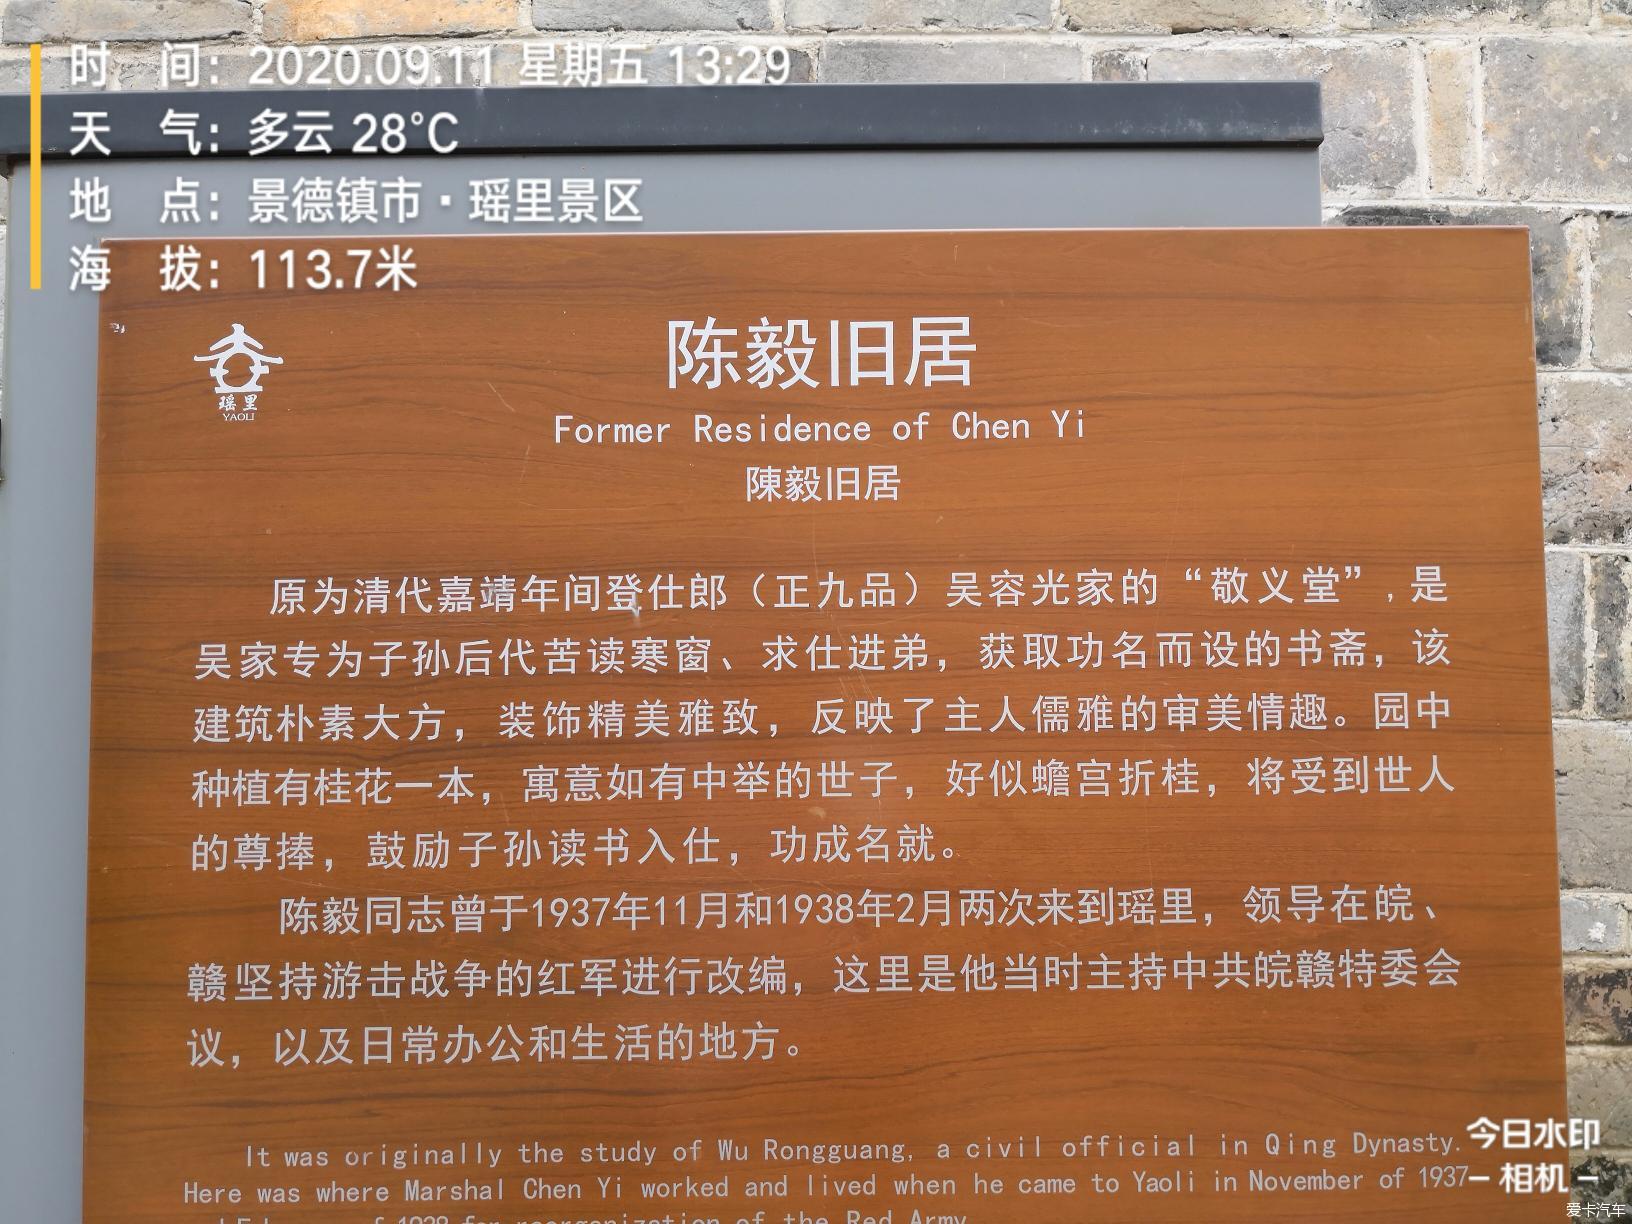 时 间：2020.09.11 星期五 13:29
天 气：多云 28℃
地 点：景德镇市·瑶里景区
海 拔：113.7米
瑶里
YAOLI
陈毅旧居
Former Residence of Chen Yi
陳毅旧居
原为清代嘉靖年间登仕郎（正九品）吴容光家的“敬义堂”,是
吴家专为子孙后代苦读寒窗、求仕进弟，获取功名而设的书斋，该
建筑朴素大方，装饰精美雅致，反映了主人儒雅的审美情趣。园中
种植有桂花一本，寓意如有中举的世子，好似蟾宫折桂，将受到世人
的尊捧，鼓励子孙读书入仕，功成名就。
陈毅同志曾于1937年11月和1938年2月两次来到瑶里，领导在皖、
赣坚持游击战争的红军进行改编，这里是他当时主持中共皖赣特委会
议，以及日常办公和生活的地方。
It was originally the study of Wu Rongguang, a civil official in Qing Dynasty.
Here was where Marshal Chen Yi worked and lived when he came to Yaoli in November of 1937
of 1938 for reorganization of the Red Army
今日水印
- 相机 -
爱卡汽车